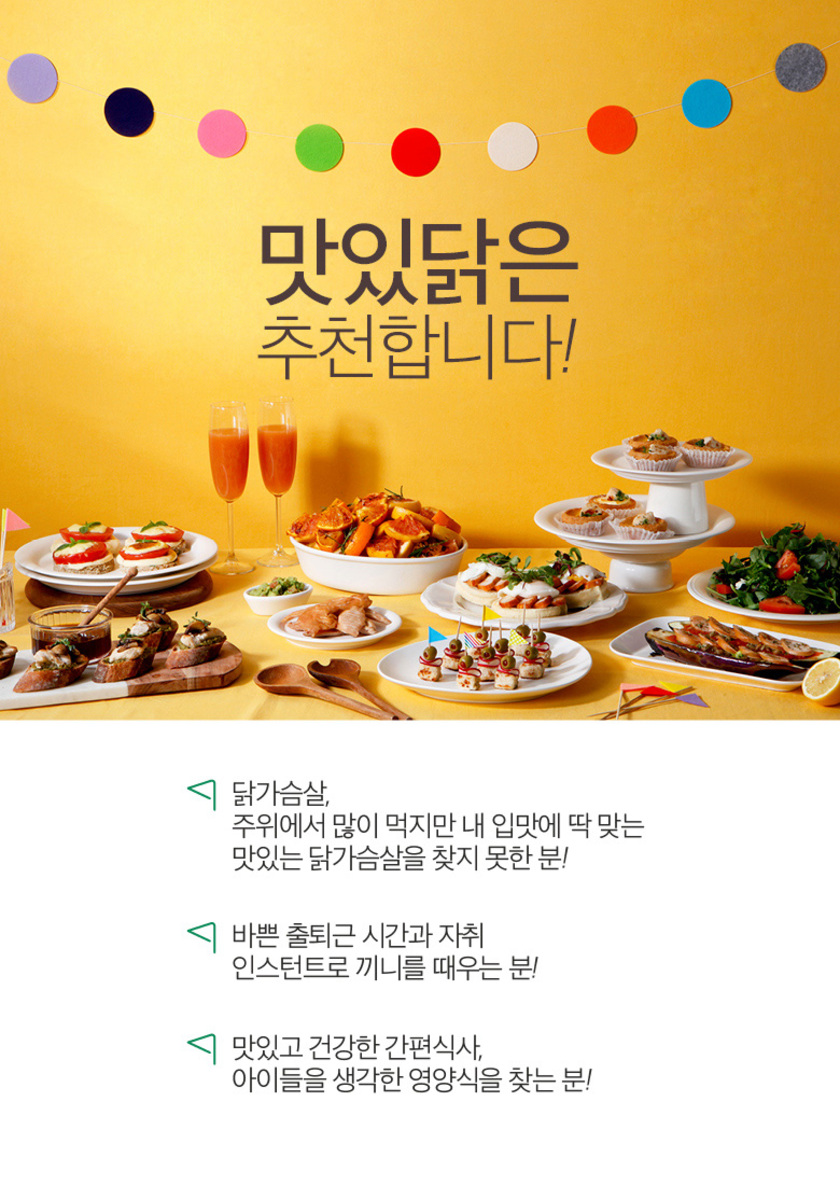 맛있닭은
추천합니다!
닭가슴살,
주위에서 많이 먹지만 내 입맛에 딱 맞는
맛있는 닭가슴살을 찾지 못한 분!
바쁜 출퇴근 시간과 자취
인스턴트로 끼니를 때우는 분!
맛있고 건강한 간편식사,
아이들을 생각한 영양식을 찾는 분!